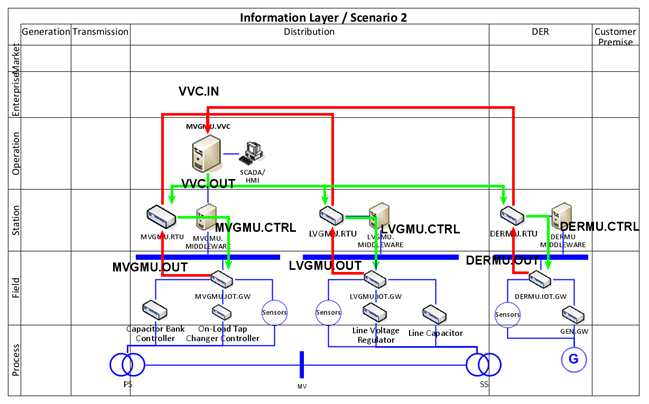 Information Layer / Scenario 2
Generation
Transmission
Distribution
DER
Customer
Premise
Market
Enterprise
Operation
Station
Field
Process
VVC.IN
MVGMU.VVC
SCADA/
HMI
VVC.OUT
MVGMU.RTU
MVGMU.
MIDDLEWARE
MVGMU.CTRL
LVGMU.RTU
LVGMU.
MIDDLEWARE
LVGMU.CTRL
DERMU.RTU
DERMU
MIDDLEWARE
DERMU.CTRL
MVGMU.OUT
LVGMU.OUT
DERMU.OUT
MVGMU.IOT.GW
LVGMU.IOT.GW
DERMU.IOT.GW
Capacitor Bank
Controller
On-Load Tap
Changer Controller
Sensors
Sensors
Line Voltage
Regulator
Line Capacitor
Sensors
GEN.GW
G
PS
MV
SS